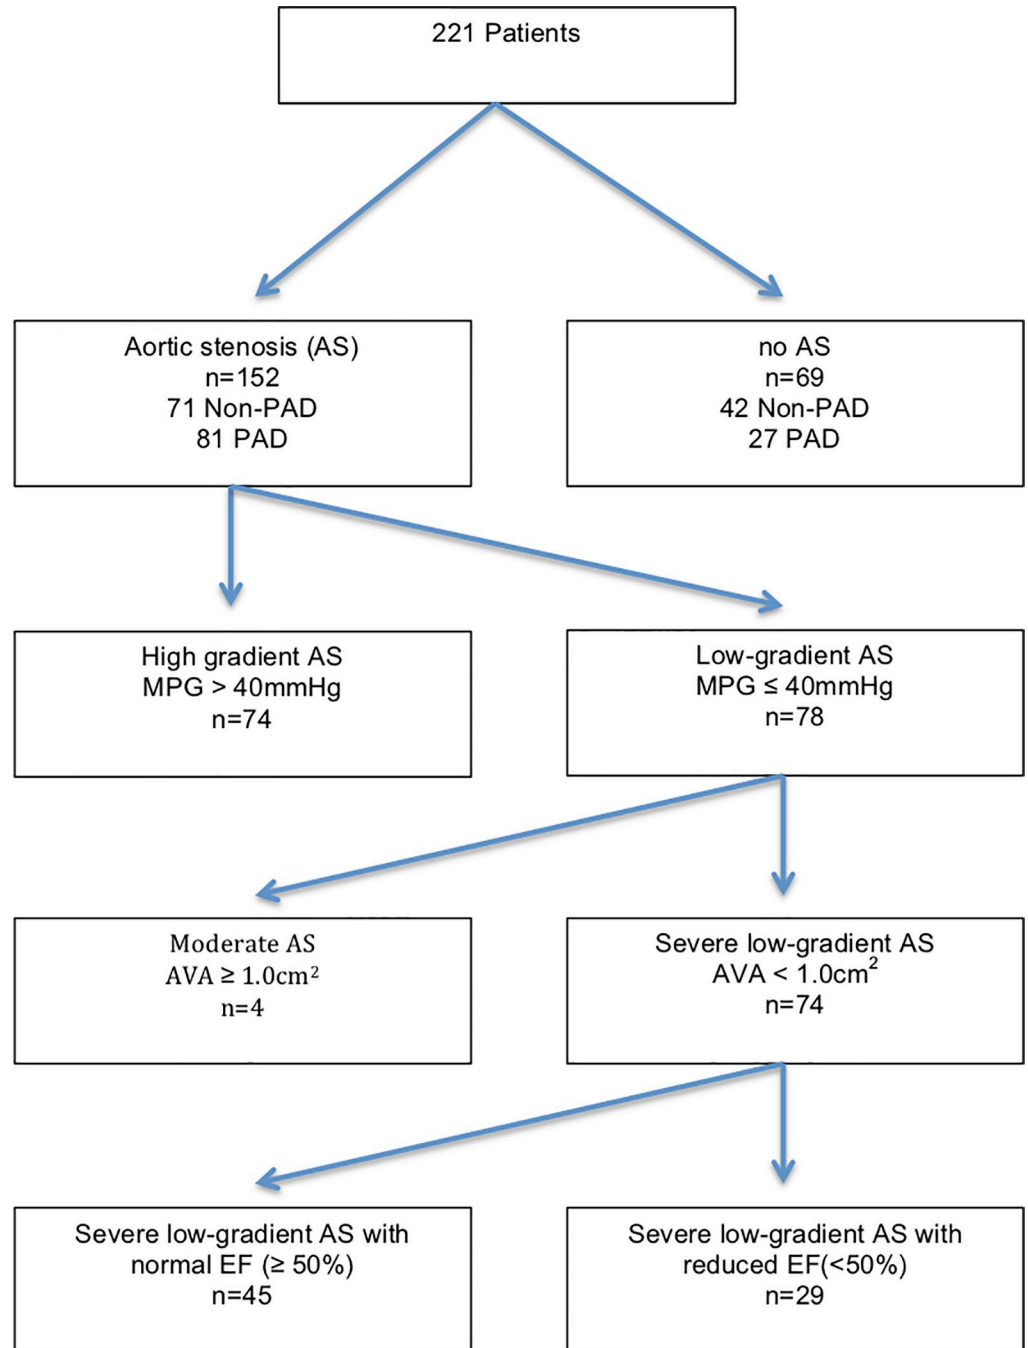 221 Patients
Aortic stenosis (AS)
n=152
71 Non-PAD
81 PAD
no AS
n=69
42 Non-PAD
27 PAD
High gradient AS
MPG > 40mmHg
n=74
Low-gradient AS
MPG ≤ 40mmHg
n=78
Moderate AS
AVA ≥ 1.0cm²
n=4
Severe low-gradient AS
AVA < 1.0cm²
n=74
Severe low-gradient AS with
normal EF (≥ 50%)
n=45
Severe low-gradient AS with
reduced EF(<50%)
n=29